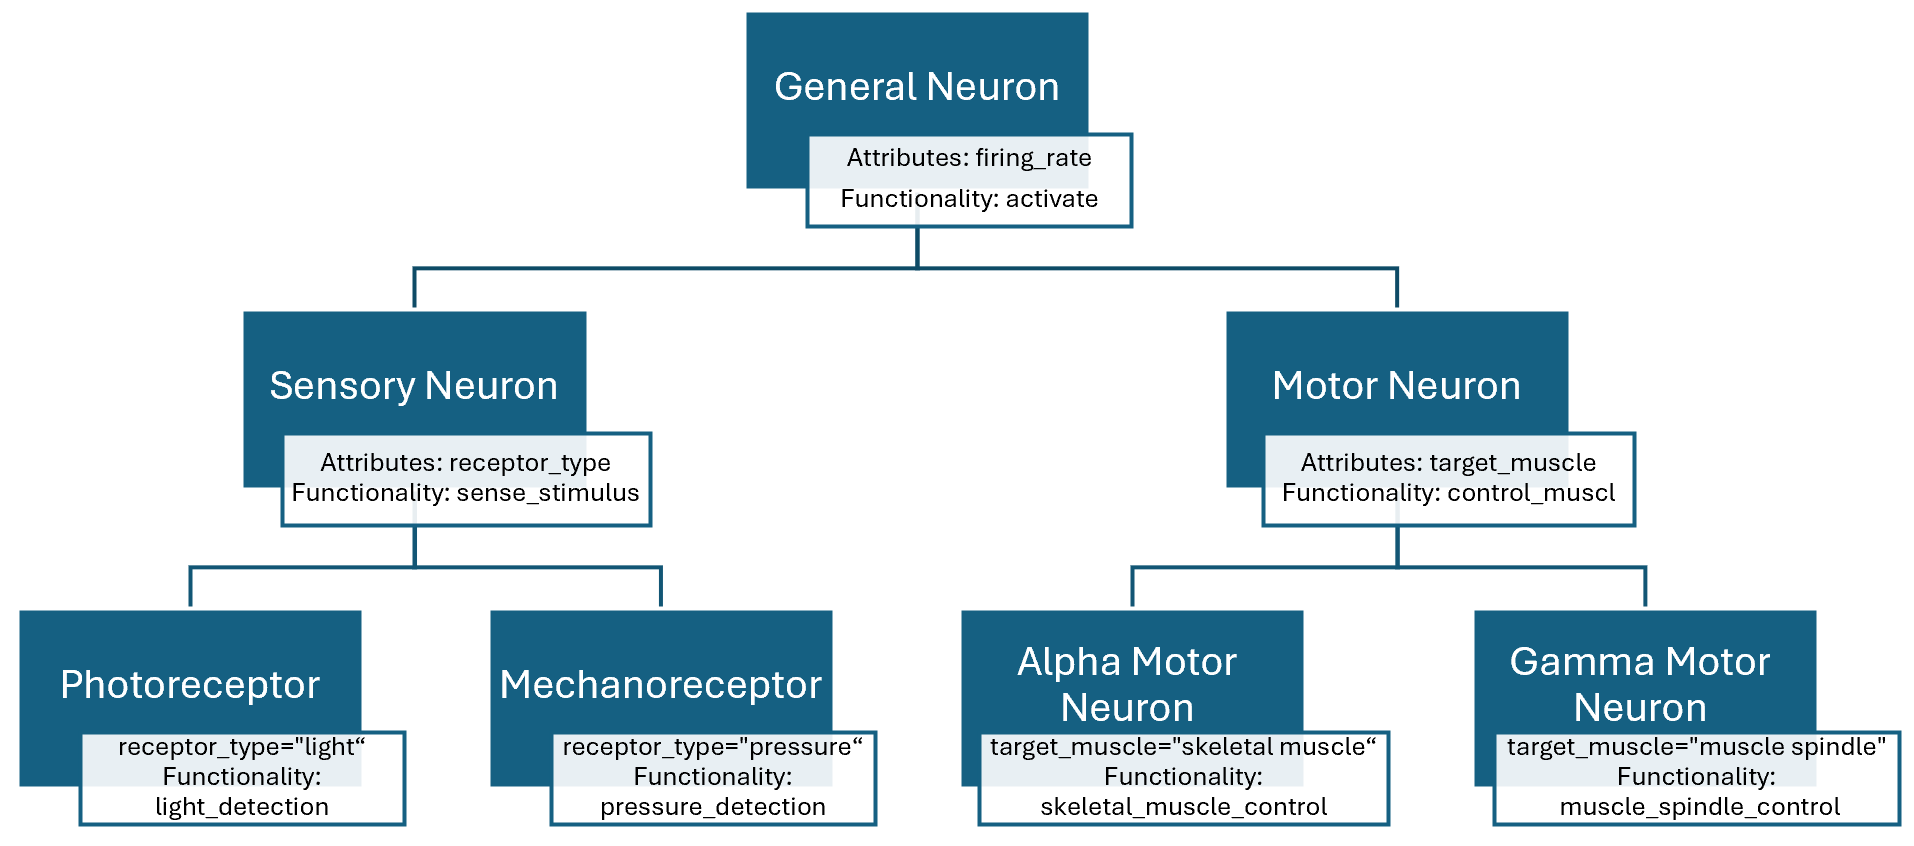 General Neuron
Attributes: firing_rate
Functionality: activate
Sensory Neuron
Attributes: receptor_type
Functionality: sense_stimulus
Motor Neuron
Attributes: target_muscle
Functionality: control_muscl
Photoreceptor
receptor_type="light“
Functionality:
light_detection
Mechanoreceptor
receptor_type="pressure“
Functionality:
pressure_detection
Alpha Motor
Neuron
target_muscle="skeletal muscle“
Functionality:
skeletal_muscle_control
Gamma Motor
Neuron
target_muscle="muscle spindle"
Functionality:
muscle_spindle_control